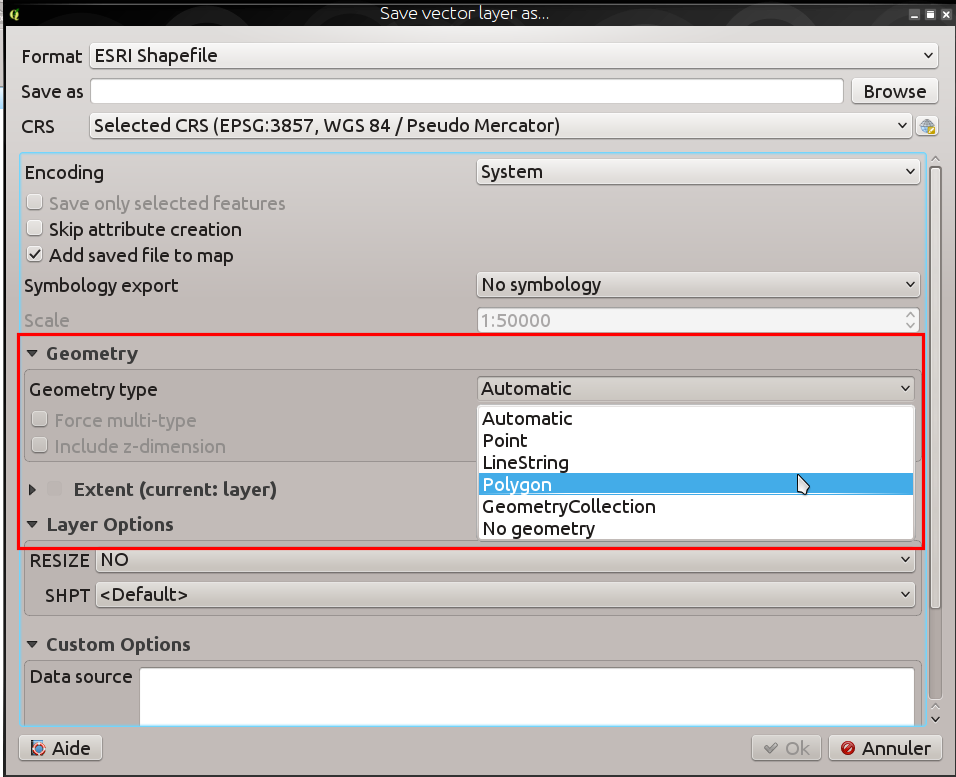 Save vector layer as...
Format ESRI Shapefile
Save as Browse
CRS Selected CRS (EPSG:3857, WGS 84 / Pseudo Mercator)
Encoding System
Save only selected features
Skip attribute creation
Add saved file to map
Symbology export No symbology
Scale 1:50000
Geometry
Geometry type Automatic
Force multi-type Automatic
Include z-dimension Point
LineString
Extent (current: layer) Polygon
GeometryCollection
Layer Options No geometry
RESIZE NO
SHPT <Default>
Custom Options
Data source
Aide Ok Annuler